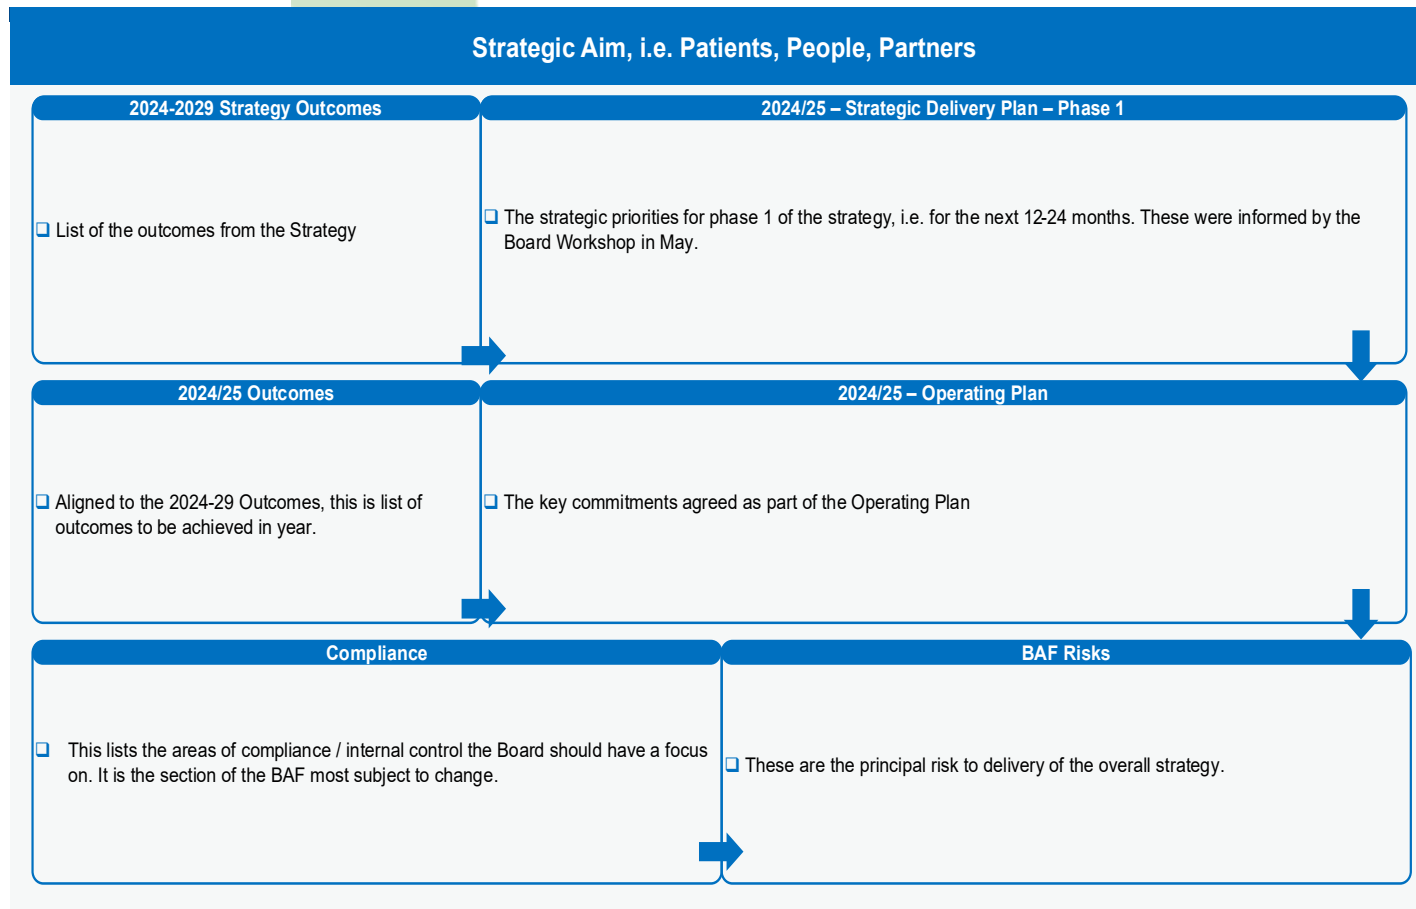 Strategic Aim, i.e. Patients, People, Partners
2024-2029 Strategy Outcomes
List of the outcomes from the Strategy
2024/25 – Strategic Delivery Plan – Phase 1
The strategic priorities for phase 1 of the strategy, i.e. for the next 12-24 months. These were informed by the
Board Workshop in May.
2024/25 Outcomes
Aligned to the 2024-29 Outcomes, this is list of
outcomes to be achieved in year.
2024/25 – Operating Plan
The key commitments agreed as part of the Operating Plan
Compliance
This lists the areas of compliance / internal control the Board should have a focus
on. It is the section of the BAF most subject to change.
BAF Risks
These are the principal risk to delivery of the overall strategy.